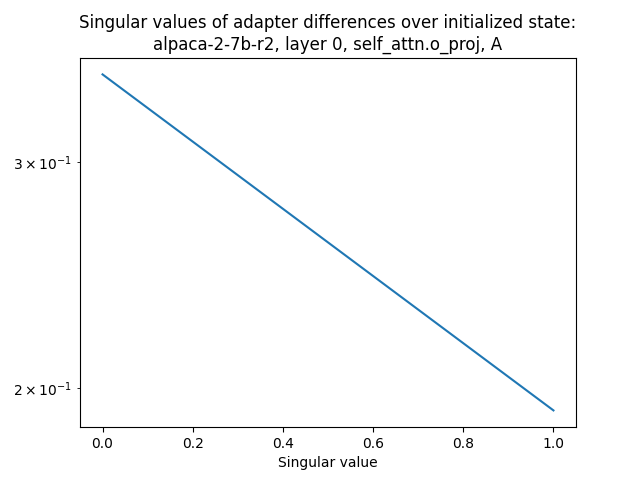 Singular values of adapter differences over initialized state:
alpaca-2-7b-r2, layer 0, self_attn.o_proj, A
3 × 10⁻¹
2 × 10⁻¹
0.0 0.2 0.4 0.6 0.8 1.0
Singular value